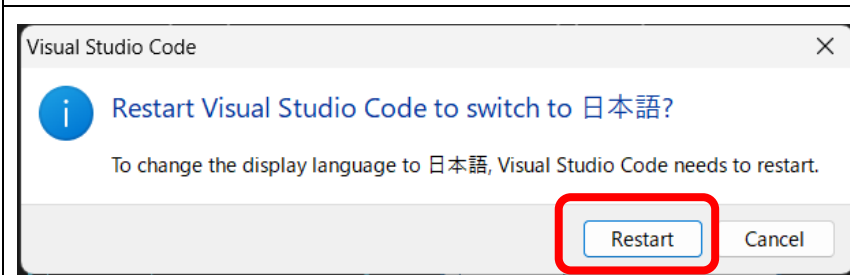 Visual Studio Code
Restart Visual Studio Code to switch to 日本語?
To change the display language to 日本語, Visual Studio Code needs to restart.
Restart
Cancel